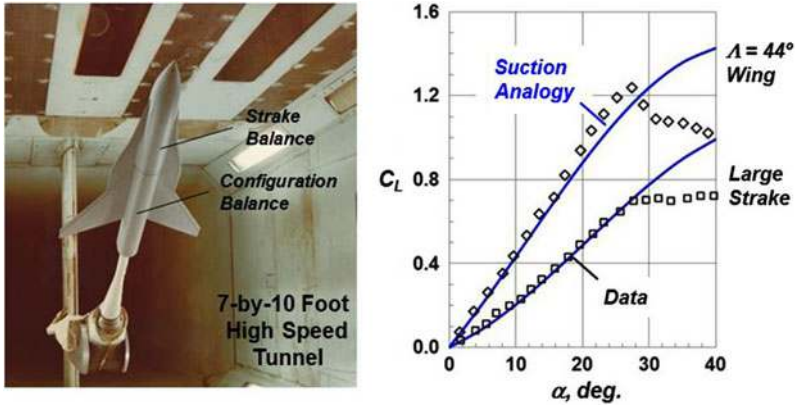 Strake
Balance
Configuration
Balance
7-by-10 Foot
High Speed
Tunnel
1.6
1.2
C_L 0.8
0.4
0.0
0 10 20 30 40
α, deg.
Suction
Analogy
Λ = 44º
Wing
Large
Strake
Data